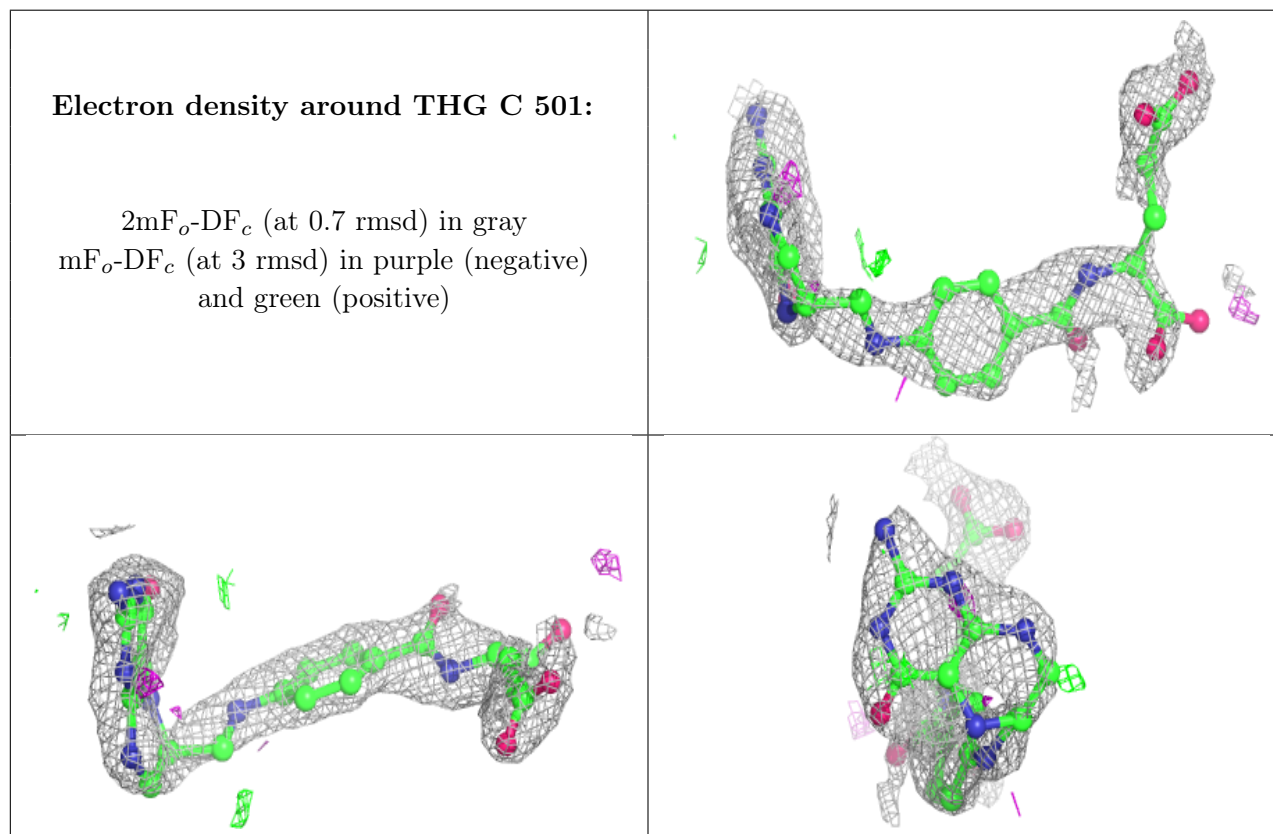 Electron density around THG C 501:
2mFo-DFc (at 0.7 rmsd) in gray
mFo-DFc (at 3 rmsd) in purple (negative)
and green (positive)